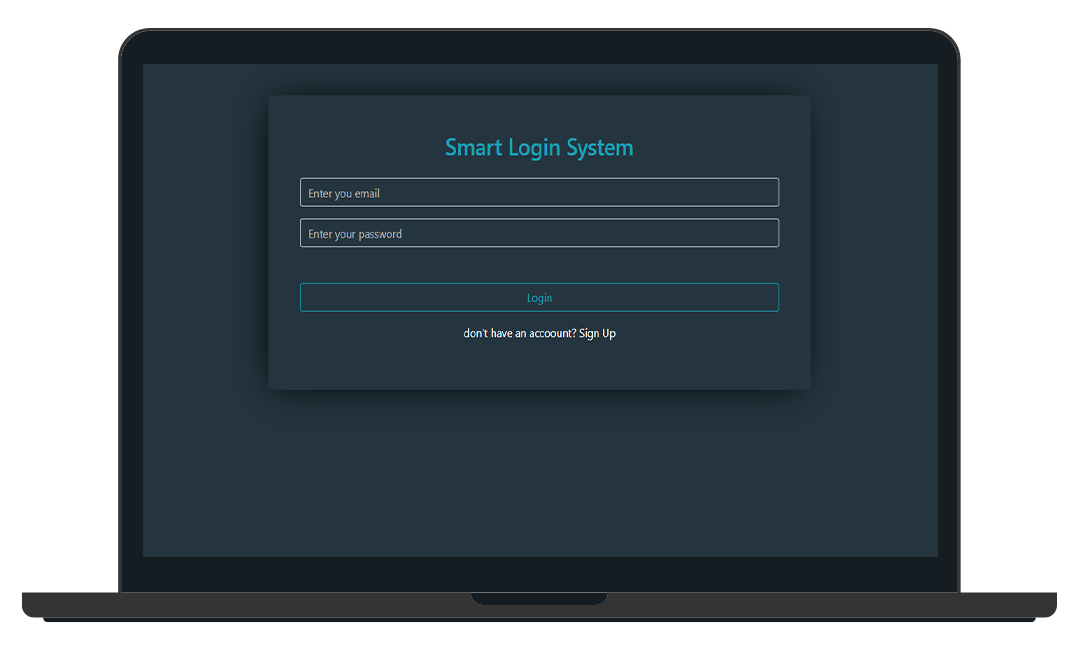 Smart Login System
Enter you email
Enter your password
Login
don't have an accoount? Sign Up